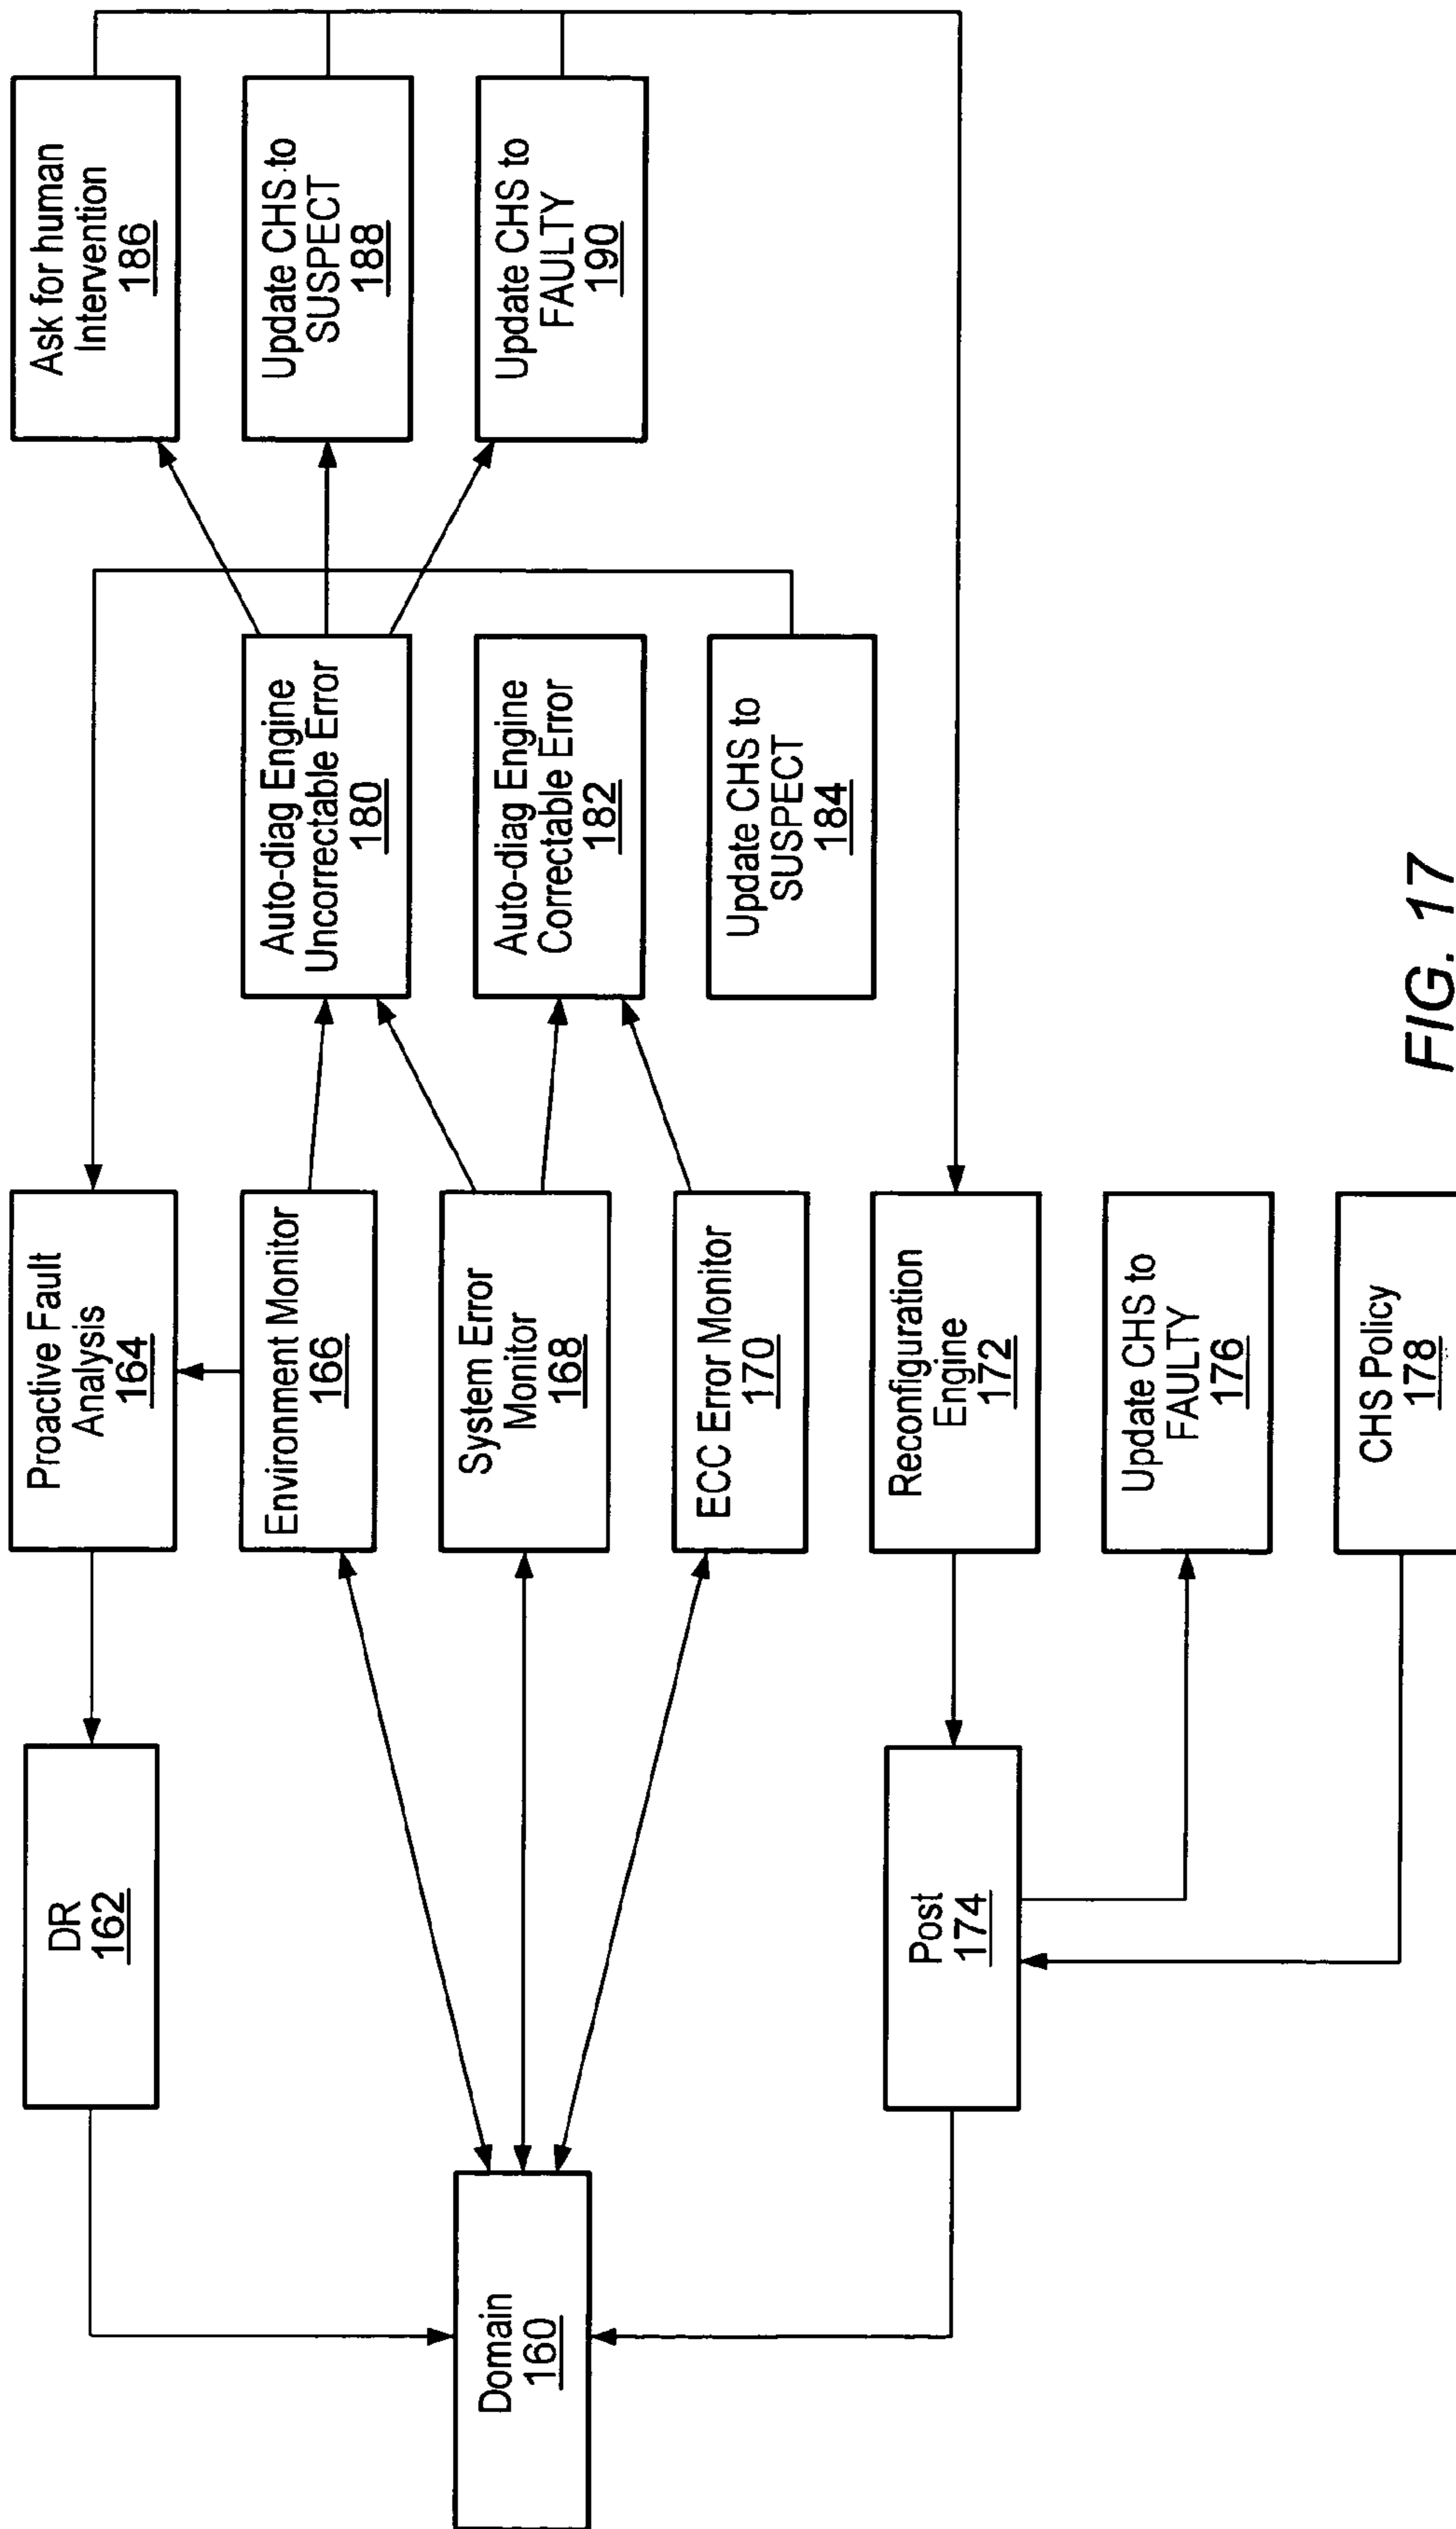 Domain
160
DR
162
Post
174
Proactive Fault
Analysis
164
Environment Monitor
166
System Error
Monitor
168
ECC Error Monitor
170
Reconfiguration
Engine
172
Update CHS to
FAULTY
176
CHS Policy
178
Auto-diag Engine
Uncorrectable Error
180
Auto-diag Engine
Correctable Error
182
Update CHS to
SUSPECT
184
Ask for human
Intervention
186
Update CHS to
SUSPECT
188
Update CHS to
FAULTY
190
FIG. 17